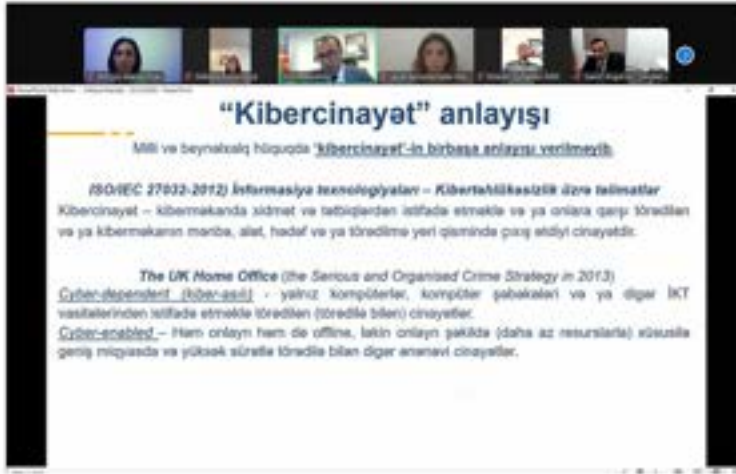 “Kibercinayət” anlayışı
Milli və beynəlxalq hüquqda ‘kibercinayət’-in birbaşa anlayışı verilməyib.
ISO/IEC 27032-2012) İnformasiya texnologiyaları – Kibertəhlükəsizlik üzrə təlimatlar
Kibercinayət – kiberməkanda xidmət və tətbiqlərdən istifadə etməklə və ya onlara qarşı törədilən
və ya kiberməkanın mənbə, alət, hədəf və ya törədilmə yeri qismində çıxış etdiyi cinayətdir.
The UK Home Office (the Serious and Organised Crime Strategy in 2013)
Cyber-dependent (kiber-asılı) - yalnız kompüterlər, kompüter şəbəkələri və ya digər İKT
vasitələrindən istifadə etməklə törədilən (törədilə bilən) cinayətlər.
Cyber-enabled – Həm onlayn həm də offline, lakin onlayn şəkildə (daha az resurslarla) xüsusilə
geniş miqyasda və yüksək sürətlə törədilə bilən digər ənənəvi cinayətlər.